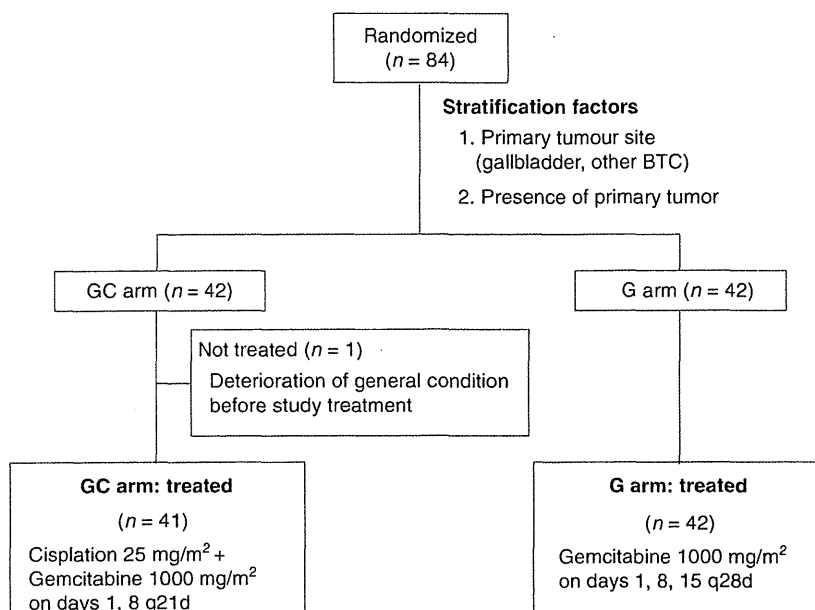 Randomized
(n = 84)
Stratification factors
1. Primary tumour site
(gallbladder, other BTC)
2. Presence of primary tumor
GC arm (n = 42)
G arm (n = 42)
Not treated (n = 1)
Deterioration of general condition
before study treatment
GC arm: treated
(n = 41)
Cisplation 25 mg/m² +
Gemcitabine 1000 mg/m²
on days 1, 8 q21d
G arm: treated
(n = 42)
Gemcitabine 1000 mg/m²
on days 1, 8, 15 q28d